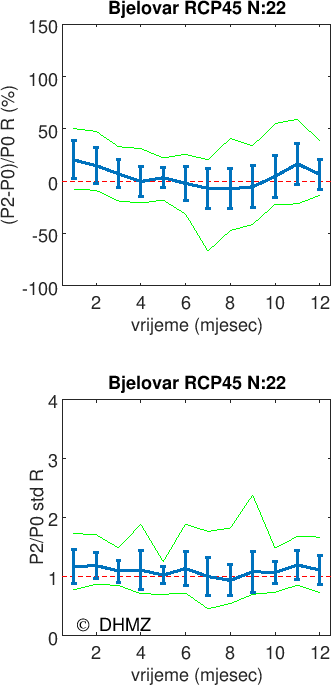 Bjelovar RCP45 N:22
150
100
50
0
-50
-100
(P2-P0)/P0 R (%)
2 4 6 8 10 12
vrijeme (mjesec)
Bjelovar RCP45 N:22
4
3
2
1
0
P2/P0 std R
© DHMZ
2 4 6 8 10 12
vrijeme (mjesec)